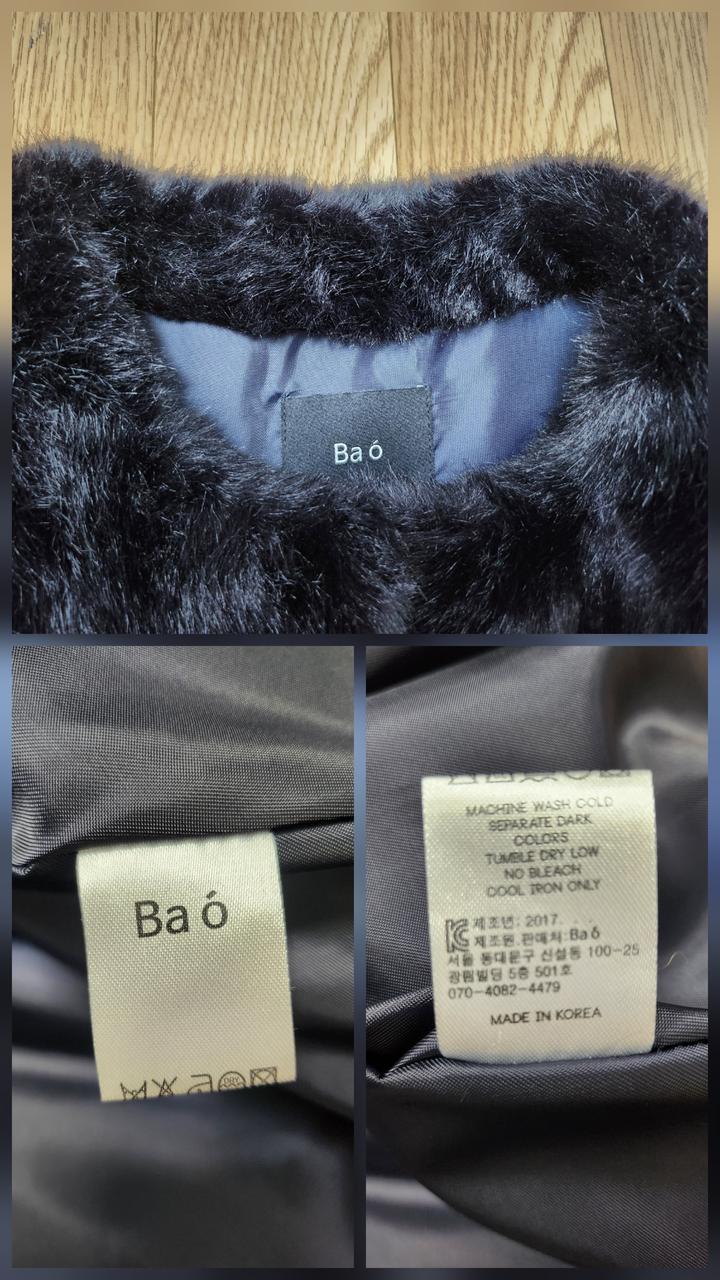 Ba ó
Ba ó
DRY
MACHINE WASH COLD
SEPARATE DARK
COLORS
TUMBLE DRY LOW
NO BLEACH
COOL IRON ONLY
제조년: 2017. . .
제조원.판매처:Ba ó
서울 동대문구 신설동 100-25
광림빌딩 5층 501호
070-4082-4479
MADE IN KOREA